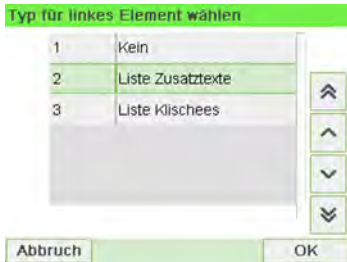 Typ für linkes Element wählen
1 Kein
2 Liste Zusatztexte
3 Liste Klischees
Abbruch OK